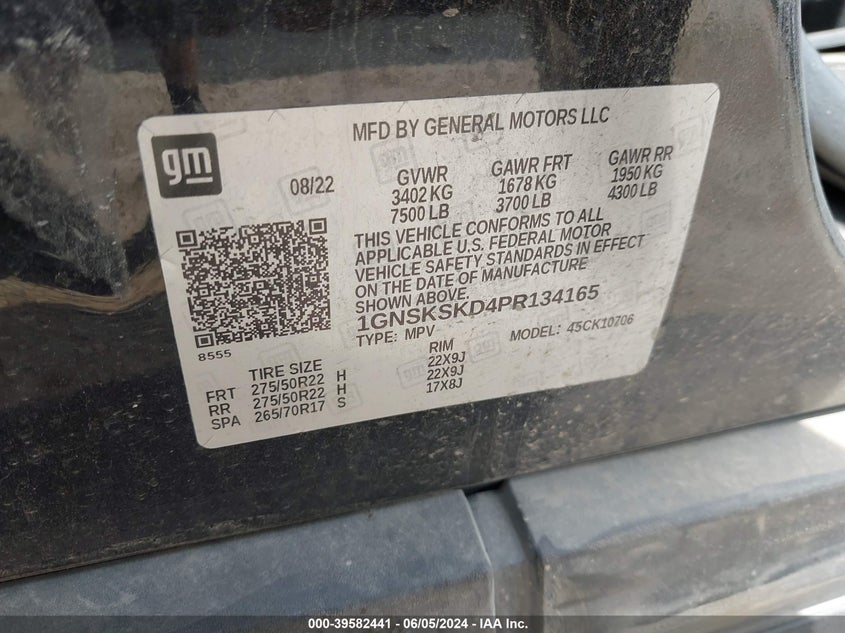 MFD BY GENERAL MOTORS LLC
gm
08/22
GVWR GAWR FRT GAWR RR
3402 KG 1678 KG 1950 KG
7500 LB 3700 LB 4300 LB
THIS VEHICLE CONFORMS TO ALL
APPLICABLE U.S. FEDERAL MOTOR
VEHICLE SAFETY STANDARDS IN EFFECT
ON THE DATE OF MANUFACTURE
SHOWN ABOVE.
1GNSKSKD4PR134165
TYPE: MPV MODEL: 45CK10706
8555
TIRE SIZE RIM
FRT 275/50R22 H 22X9J
RR 275/50R22 H 22X9J
SPA 265/70R17 S 17X8J
000-39582441 - 06/05/2024 - IAA Inc.